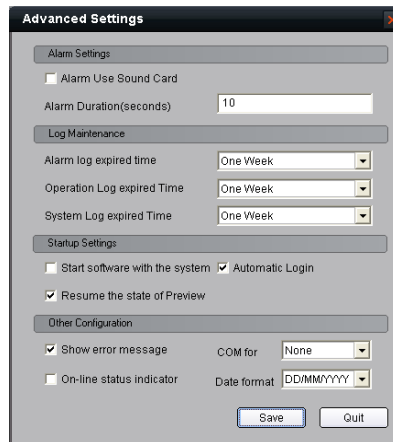 Advanced Settings
Alarm Settings
Alarm Use Sound Card
Alarm Duration(seconds) 10
Log Maintenance
Alarm log expired time One Week
Operation Log expired Time One Week
System Log expired Time One Week
Startup Settings
Start software with the system Automatic Login
Resume the state of Preview
Other Configuration
Show error message COM for None
On-line status indicator Date format DD/MM/YYYY
Save Quit